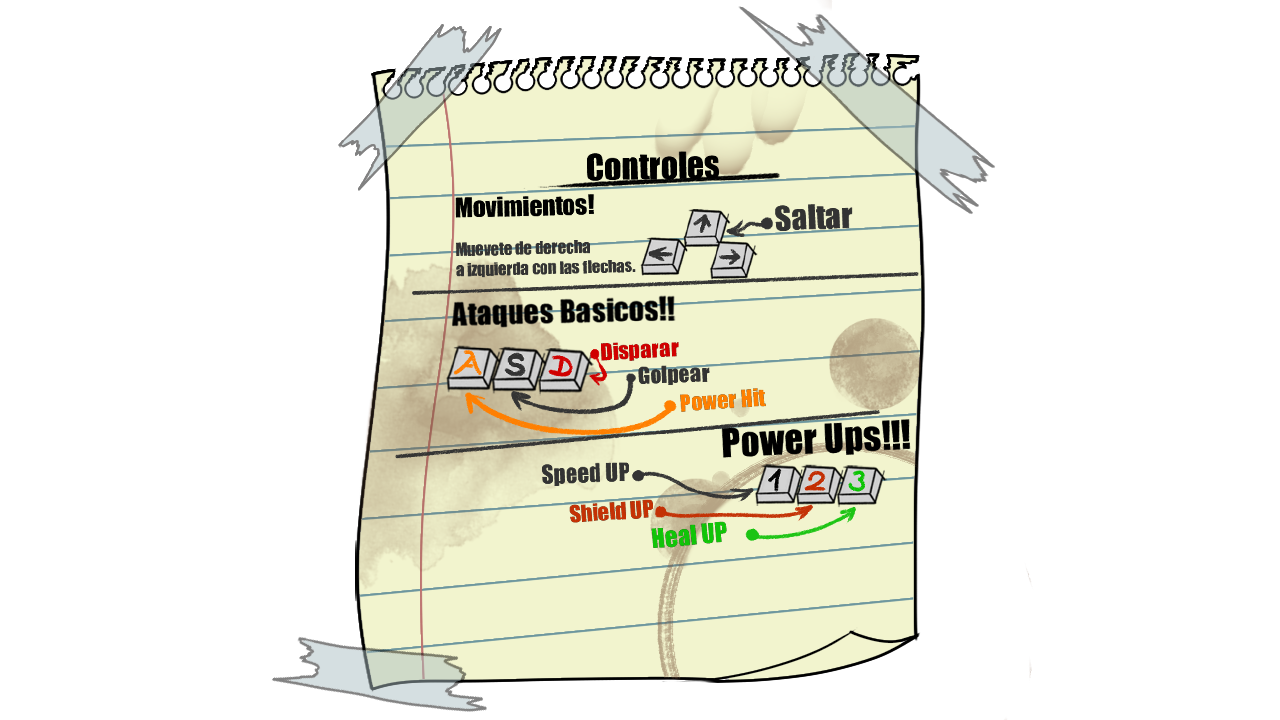 Controles
Movimientos!
Saltar
Muevete de derecha
a izquierda con las flechas.
Ataques Basicos!!
A S D
Disparar
Golpear
Power Hit
Power Ups!!!
Speed UP
1 2 3
Shield UP
Heal UP